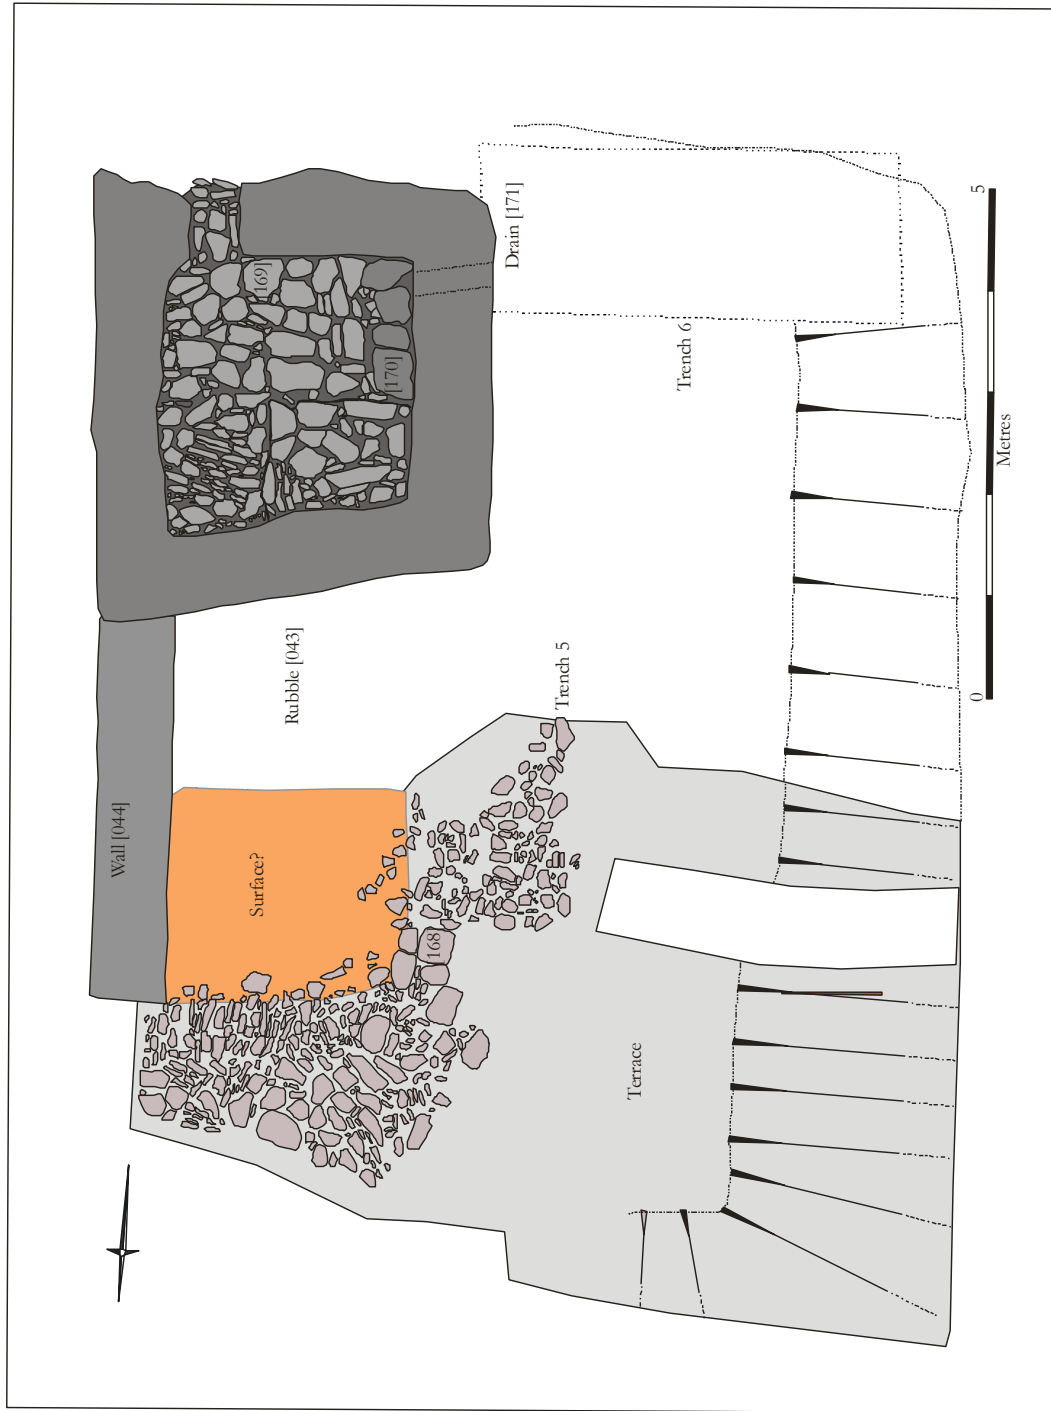 Wall [044]
Surface?
Rubble [043]
[169]
[170]
Drain [171]
168
Trench 5
Trench 6
Terrace
0
5
Metres